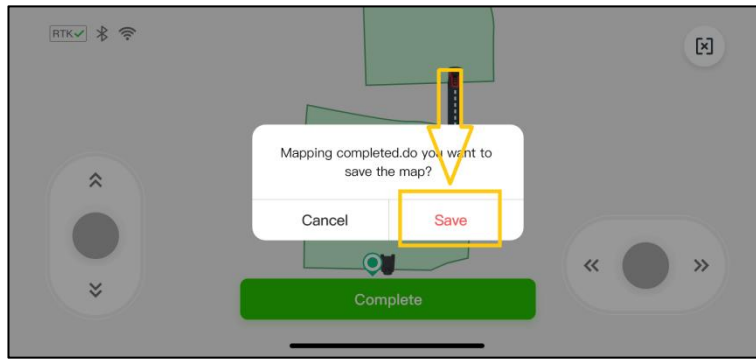 RTK
Mapping completed.do you want to
save the map?
Cancel
Save
Complete